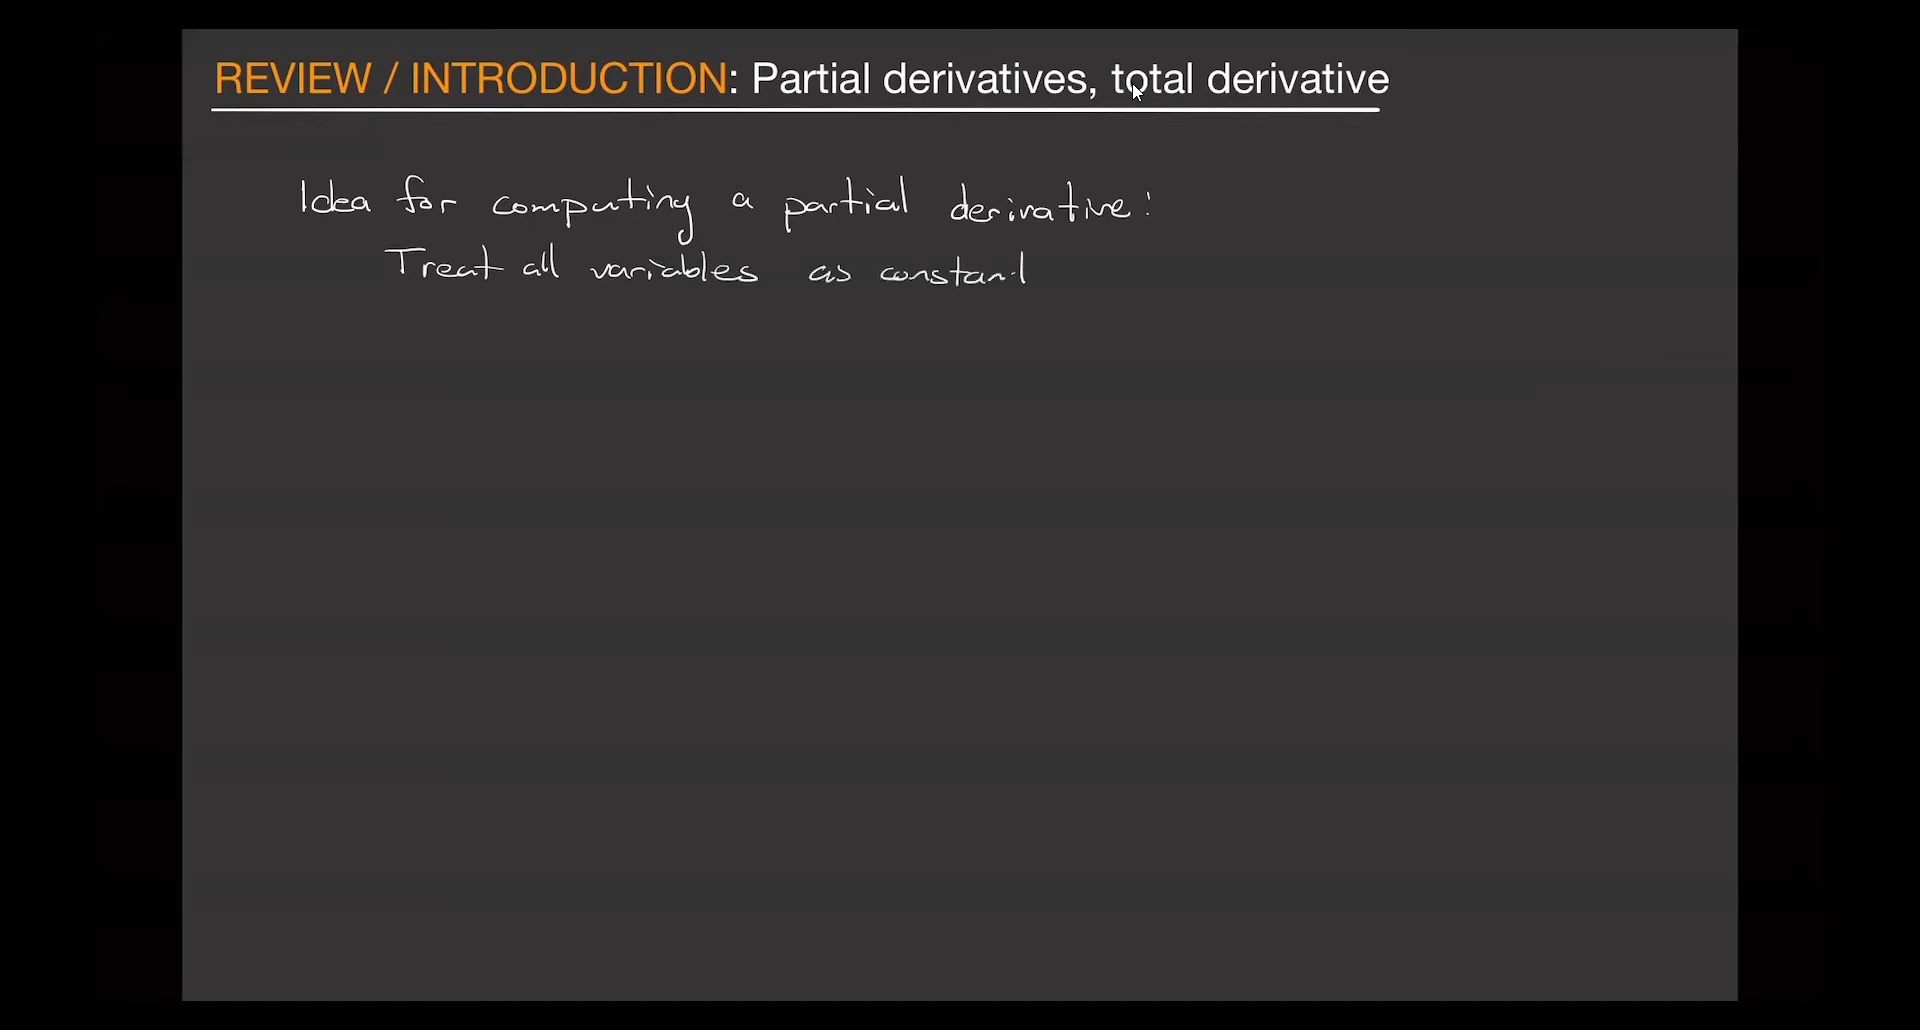 REVIEW / INTRODUCTION: Partial derivatives, total derivative
Idea for computing a partial derivative:
Treat all variables as constant